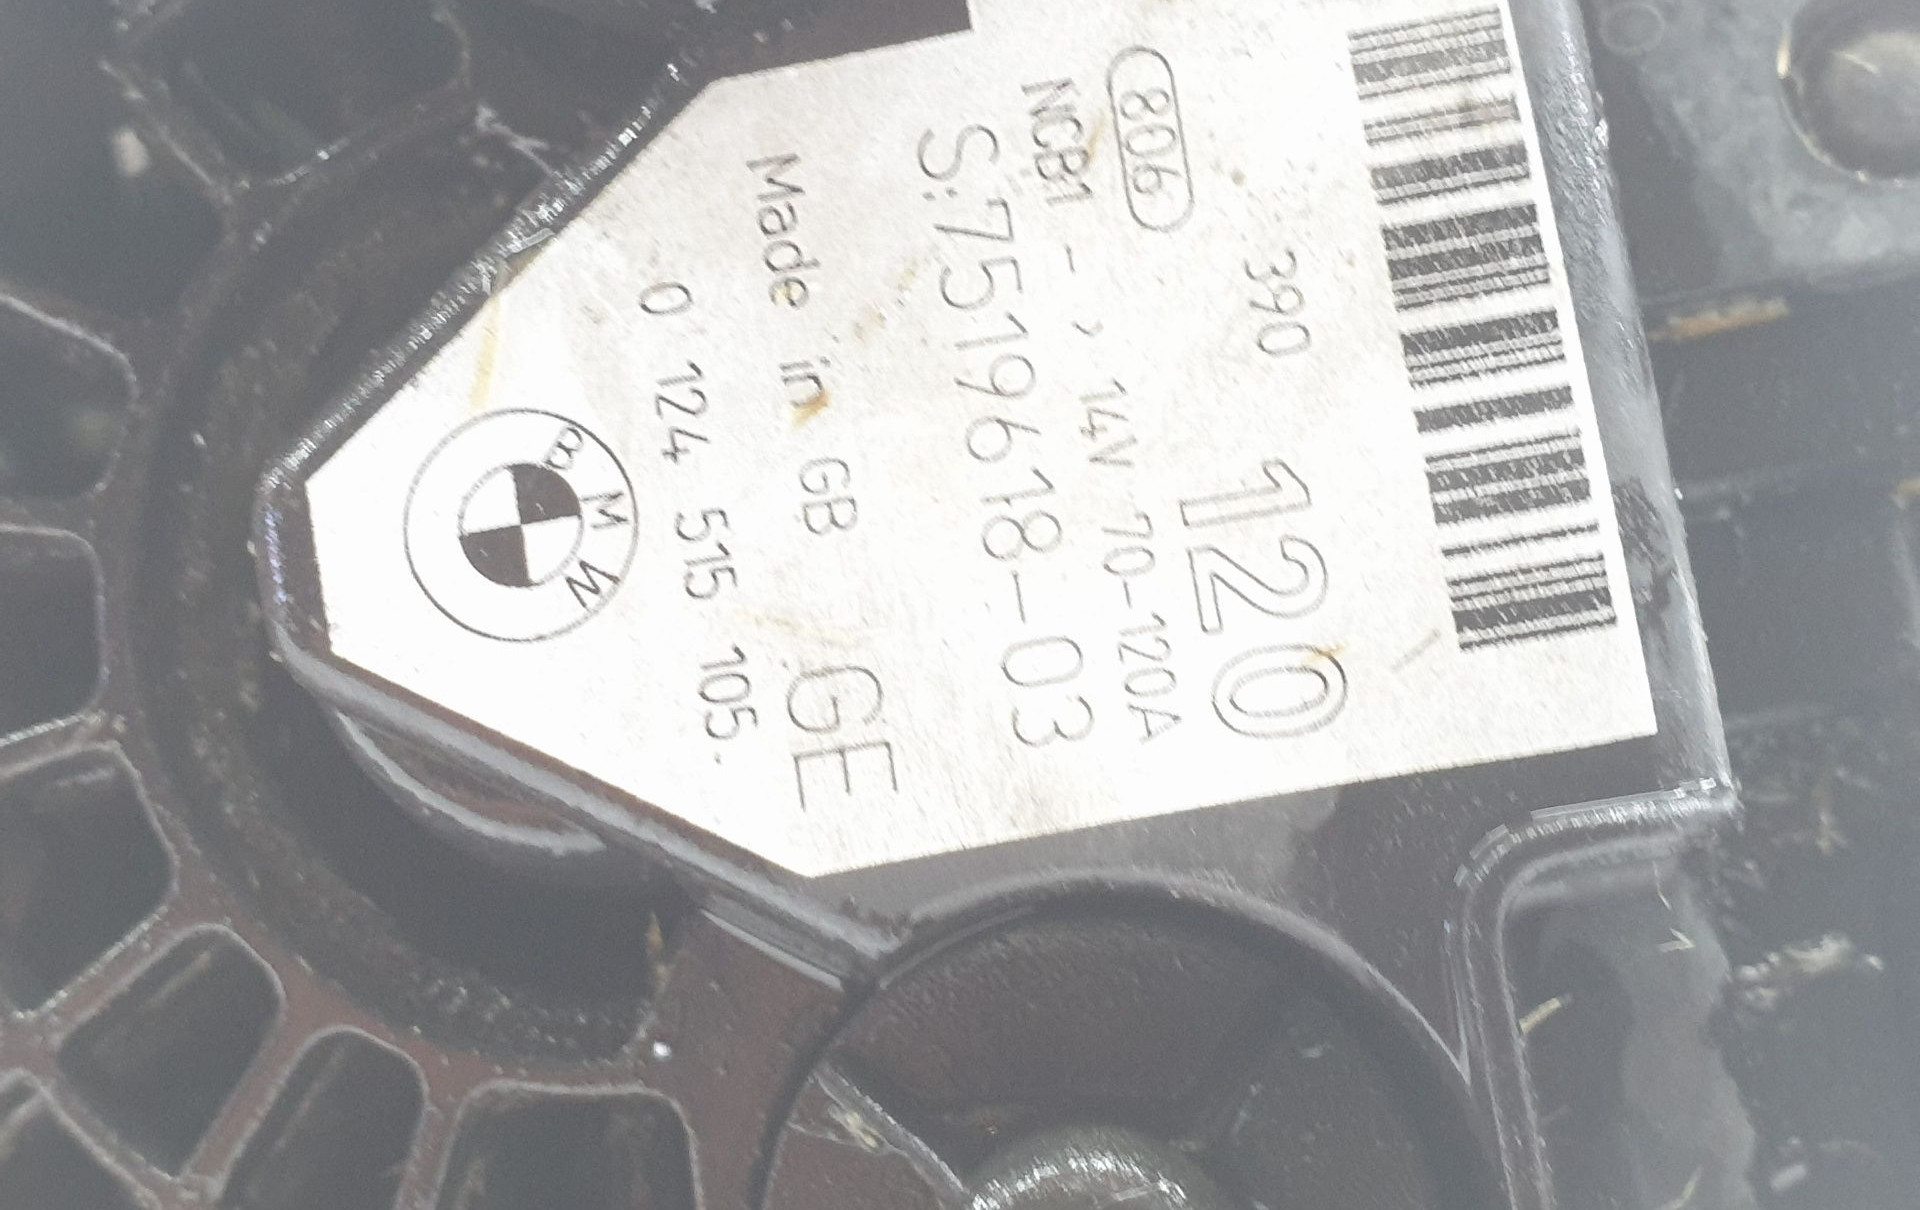 390 120
806
NCB1 - > 14V 70-120A
S:7519618-03
Made in GB GE
0 124 515 105.
BMW